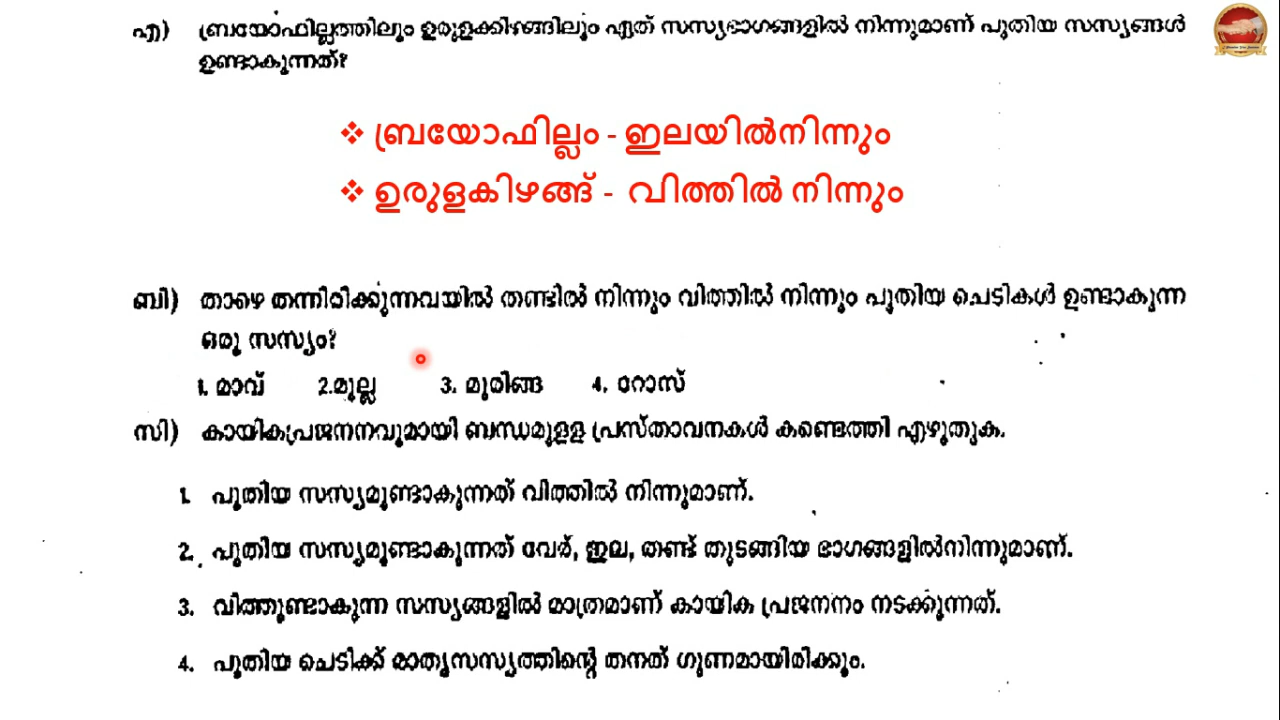 എ) ബ്രയോഫില്ലത്തിലും ഉരുളക്കിഴങ്ങിലും ഏത് സസ്യഭാഗങ്ങളിൽ നിന്നുമാണ് പുതിയ സസ്യങ്ങൾ
ഉണ്ടാകുന്നത്?
❖ ബ്രയോഫില്ലം - ഇലയിൽനിന്നും
❖ ഉരുളകിഴങ്ങ് - വിത്തിൽ നിന്നും
ബി) താഴെ തന്നിരിക്കുന്നവയിൽ തണ്ടിൽ നിന്നും വിത്തിൽ നിന്നും പുതിയ ചെടികൾ ഉണ്ടാകുന്ന
ഒരു സസ്യം?
1. മാവ് 2.മുല്ല 3. മുരിങ്ങ 4. റോസ്
സി) കായികപ്രജനനവുമായി ബന്ധമുള്ള പ്രസ്താവനകൾ കണ്ടെത്തി എഴുതുക.
1. പുതിയ സസ്യമുണ്ടാകുന്നത് വിത്തിൽ നിന്നുമാണ്.
2. പുതിയ സസ്യമുണ്ടാകുന്നത് വേര്, ഇല, തണ്ട് തുടങ്ങിയ ഭാഗങ്ങളിൽനിന്നുമാണ്.
3. വിത്തുണ്ടാകുന്ന സസ്യങ്ങളിൽ മാത്രമാണ് കായിക പ്രജനനം നടക്കുന്നത്.
4. പുതിയ ചെടിക്ക് മാതൃസസ്യത്തിന്റെ തനത് ഗുണമായിരിക്കും.